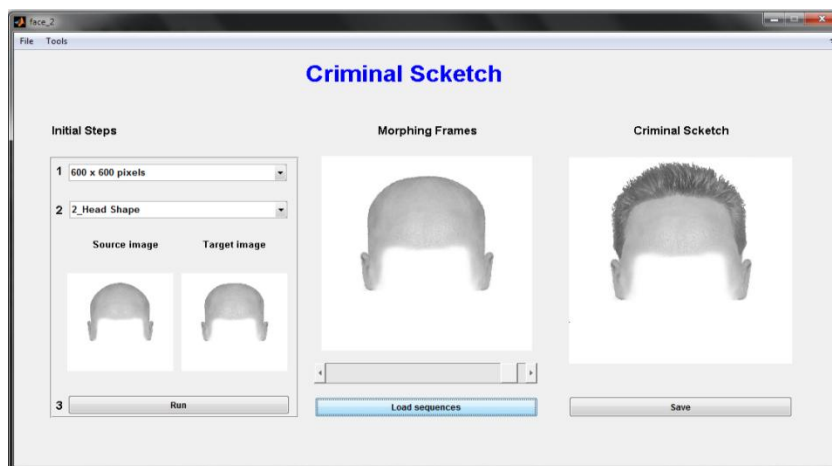 face_2
File Tools
Criminal Scketch
Initial Steps
Morphing Frames
Criminal Scketch
1 600 x 600 pixels
2 2_Head Shape
Source image Target image
3 Run
Load sequences
Save